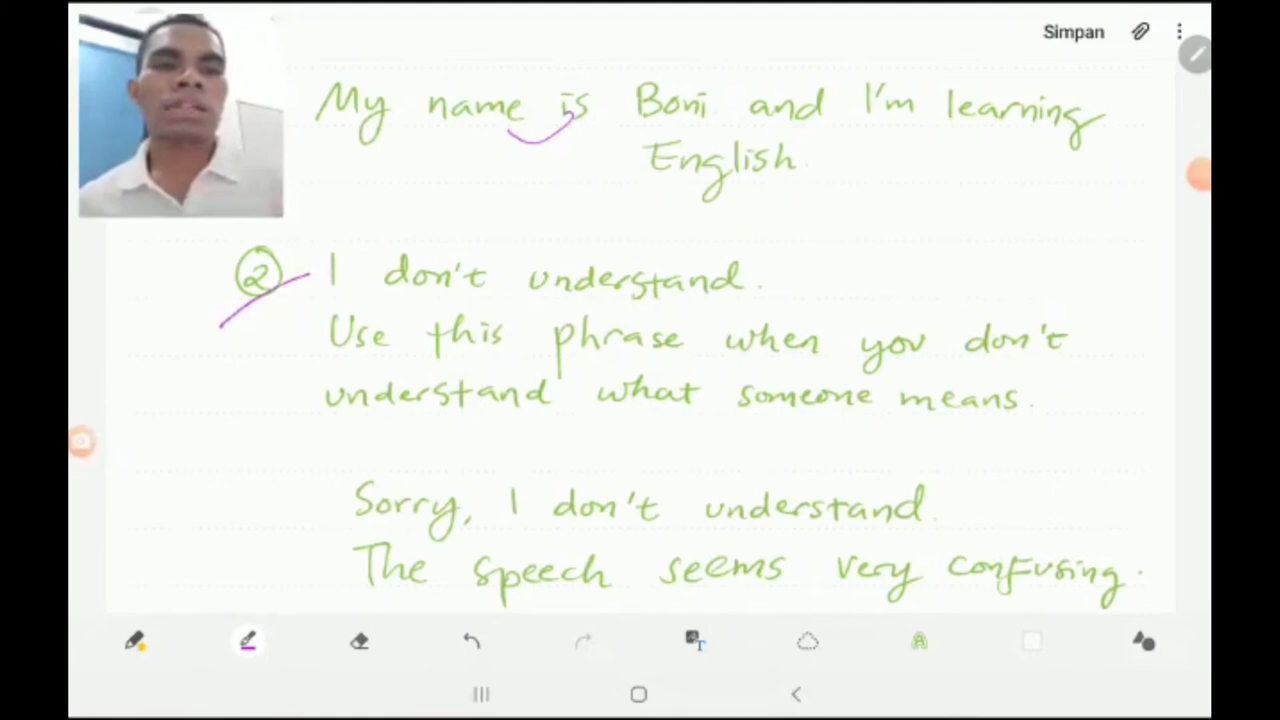 Simpan
My name is Boni and I'm learning
English.
2 I don't understand.
Use this phrase when you don't
understand what someone means.
Sorry, I don't understand.
The speech seems very confusing.